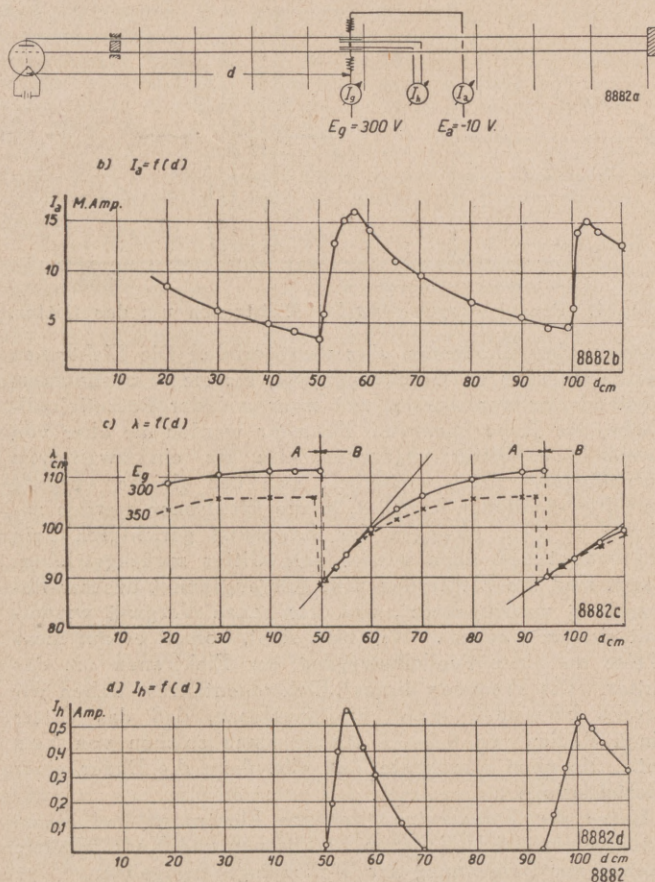 d
I_g I_h I_a
8882a
E_g = 300 V. E_a = -10 V.
b) I_a = f(d)
I_a M.Amp.
15
10
5
8882b
10 20 30 40 50 60 70 80 90 100 d cm
c) λ = f(d)
λ cm
A B A B
E_g
110
300
350
100
90
80
8882c
10 20 30 40 50 60 70 80 90 100 d cm
d) I_h = f(d)
I_h Amp.
0,5
0,4
0,3
0,2
0,1
8882d
10 20 30 40 50 60 70 80 90 100 d cm
8882